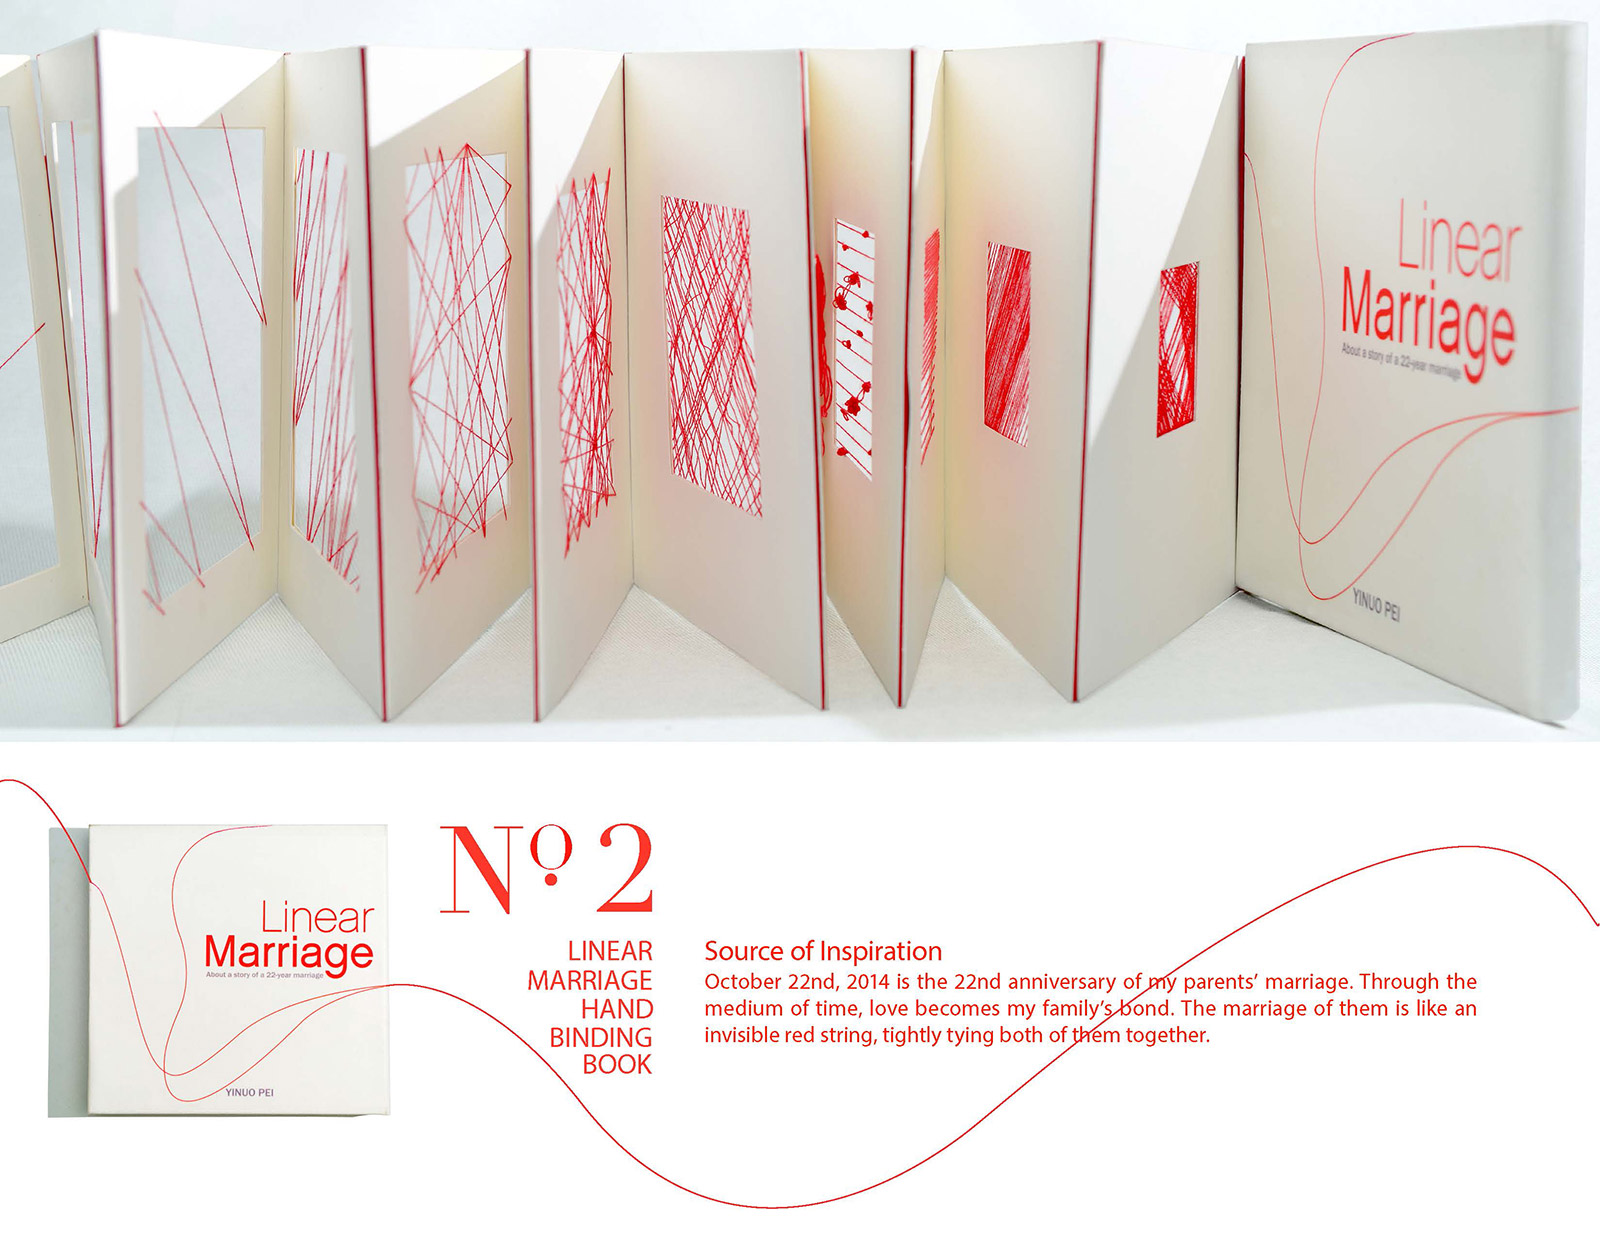 Linear
Marriage
About a story of a 22-year marriage
YINUO PEI
Linear
Marriage
About a story of a 22-year marriage
YINUO PEI
Nº 2
LINEAR
MARRIAGE
HAND
BINDING
BOOK
Source of Inspiration
October 22nd, 2014 is the 22nd anniversary of my parents’ marriage. Through the
medium of time, love becomes my family’s bond. The marriage of them is like an
invisible red string, tightly tying both of them together.